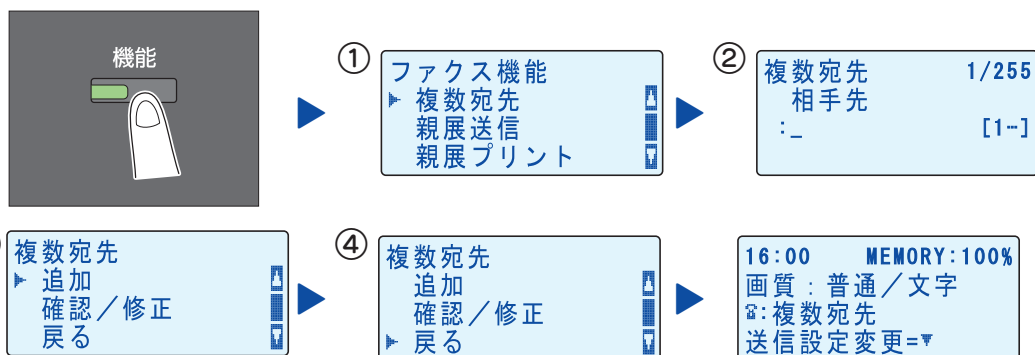 機能
①
ファクス機能
複数宛先
親展送信
親展プリント
②
複数宛先 1/255
相手先
:_ [1…]
複数宛先
追加
確認/修正
戻る
④
複数宛先
追加
確認/修正
戻る
16:00 MEMORY:100%
画質:普通/文字
☎:複数宛先
送信設定変更=▼